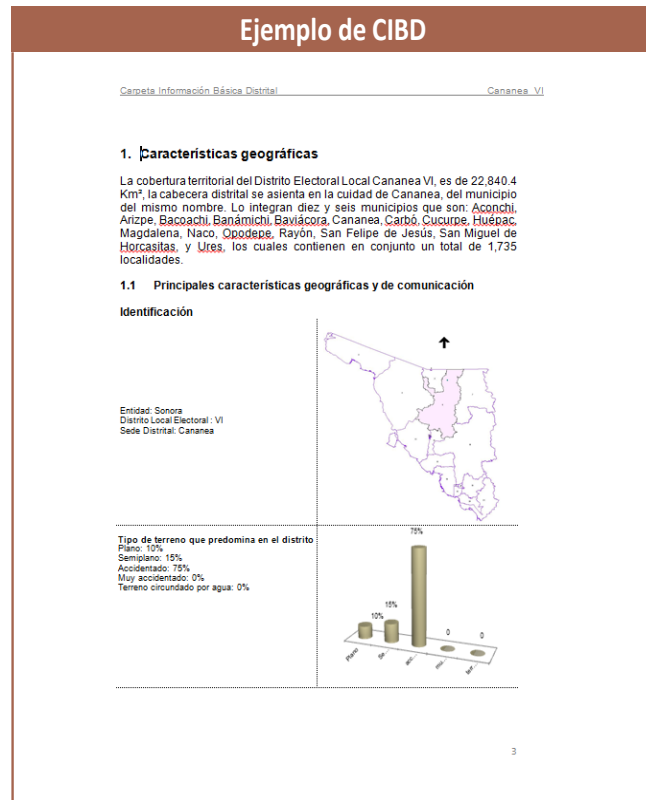 Ejemplo de CIBD
Carpeta Información Básica Distrital Cananea VI
1. Características geográficas
La cobertura territorial del Distrito Electoral Local Cananea VI, es de 22,840.4
Km², la cabecera distrital se asienta en la cuidad de Cananea, del municipio
del mismo nombre. Lo integran diez y seis municipios que son: Aconchi,
Arizpe, Bacoachi, Banámichi, Baviácora, Cananea, Carbó, Cucurpe, Huépac,
Magdalena, Naco, Opodepe, Rayón, San Felipe de Jesús, San Miguel de
Horcasitas, y Ures, los cuales contienen en conjunto un total de 1,735
localidades.
1.1 Principales características geográficas y de comunicación
Identificación
Entidad: Sonora
Distrito Local Electoral : VI
Sede Distrital: Cananea
Tipo de terreno que predomina en el distrito
Plano: 10%
Semiplano: 15%
Accidentado: 75%
Muy accidentado: 0%
Terreno circundado por agua: 0%
75%
15%
10%
0
0
Plano
Se...
acc...
mu...
terr...
3